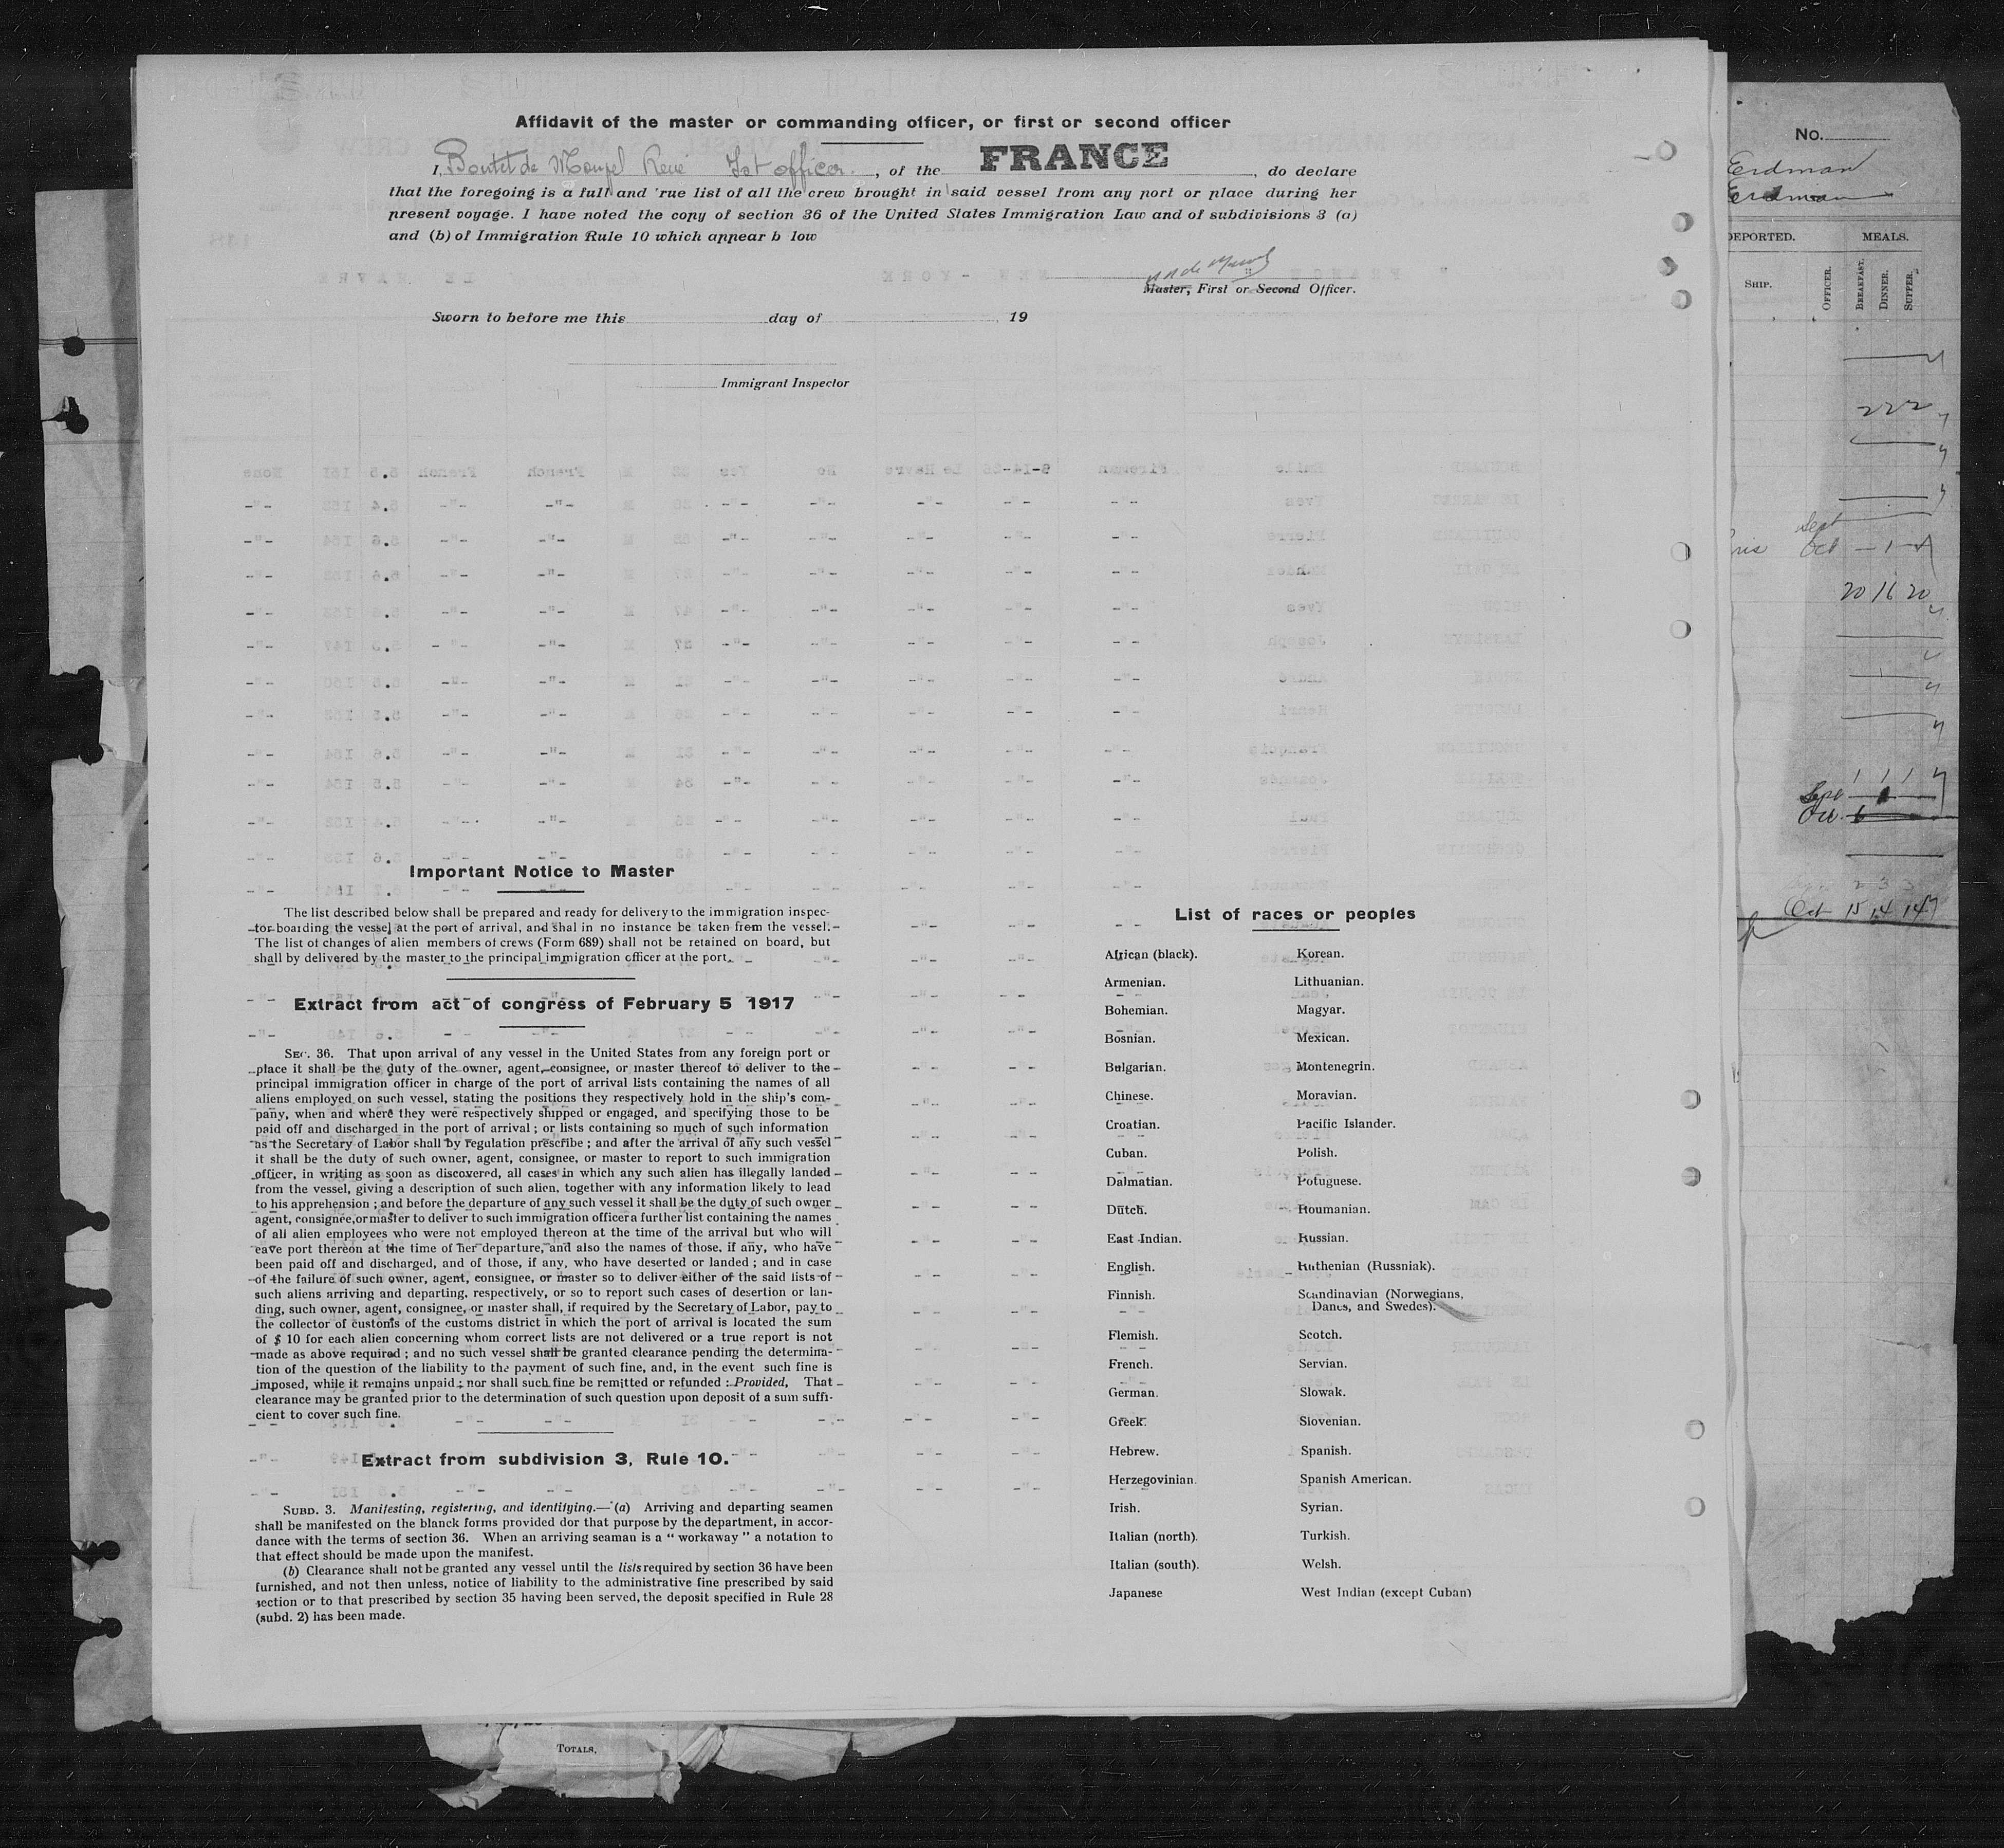 Affidavit of the master or commanding officer, or first or second officer
I, Boutet de Monvel René 1st officer, of the FRANCE, do declare
that the foregoing is a full and 'rue list of all the crew brought in said vessel from any port or place during her
present voyage. I have noted the copy of section 36 of the United States Immigration Law and of subdivisions 3 (a)
and (b) of Immigration Rule 10 which appear b low
Master, First or Second Officer.
Sworn to before me this day of 19
Immigrant Inspector
Important Notice to Master
The list described below shall be prepared and ready for delivery to the immigration inspec-
tor boarding the vessel at the port of arrival, and shal in no instance be taken from the vessel.
The list of changes of alien members of crews (Form 689) shall not be retained on board, but
shall by delivered by the master to the principal immigration officer at the port.
Extract from act of congress of February 5 1917
SEC. 36. That upon arrival of any vessel in the United States from any foreign port or
place it shall be the duty of the owner, agent, consignee, or master thereof to deliver to the
principal immigration officer in charge of the port of arrival lists containing the names of all
aliens employed on such vessel, stating the positions they respectively hold in the ship's com-
pany, when and where they were respectively shipped or engaged, and specifying those to be
paid off and discharged in the port of arrival ; or lists containing so much of such information
as the Secretary of Labor shall by regulation prescribe ; and after the arrival of any such vessel
it shall be the duty of such owner, agent, consignee, or master to report to such immigration
officer, in writing as soon as discovered, all cases in which any such alien has illegally landed
from the vessel, giving a description of such alien, together with any information likely to lead
to his apprehension ; and before the departure of any such vessel it shall be the duty of such owner
agent, consignee, or master to deliver to such immigration officer a further list containing the names
of all alien employees who were not employed thereon at the time of the arrival but who will
eave port thereon at the time of her departure, and also the names of those, if any, who have
been paid off and discharged, and of those, if any, who have deserted or landed ; and in case
of the failure of such owner, agent, consignee, or master so to deliver either of the said lists of
such aliens arriving and departing, respectively, or so to report such cases of desertion or lan-
ding, such owner, agent, consignee, or master shall, if required by the Secretary of Labor, pay to
the collector of customs of the customs district in which the port of arrival is located the sum
of $ 10 for each alien concerning whom correct lists are not delivered or a true report is not
made as above required ; and no such vessel shall be granted clearance pending the determina-
tion of the question of the liability to the payment of such fine, and, in the event such fine is
imposed, while it remains unpaid ; nor shall such fine be remitted or refunded : Provided, That
clearance may be granted prior to the determination of such question upon deposit of a sum suffi-
cient to cover such fine.
Extract from subdivision 3, Rule 10.
SUBD. 3. Manifesting, registering, and identifying.— (a) Arriving and departing seamen
shall be manifested on the blanck forms provided dor that purpose by the department, in accor-
dance with the terms of section 36. When an arriving seaman is a “ workaway ” a notation to
that effect should be made upon the manifest.
(b) Clearance shall not be granted any vessel until the lists required by section 36 have been
furnished, and not then unless, notice of liability to the administrative fine prescribed by said
section or to that prescribed by section 35 having been served, the deposit specified in Rule 28
(subd. 2) has been made.
List of races or peoples
African (black). Korean.
Armenian. Lithuanian.
Bohemian. Magyar.
Bosnian. Mexican.
Bulgarian. Montenegrin.
Chinese. Moravian.
Croatian. Pacific Islander.
Cuban. Polish.
Dalmatian. Potuguese.
Dutch. Roumanian.
East Indian. Russian.
English. Ruthenian (Russniak).
Finnish. Scandinavian (Norwegians,
Danes, and Swedes).
Flemish. Scotch.
French. Servian.
German. Slowak.
Greek. Slovenian.
Hebrew. Spanish.
Herzegovinian. Spanish American.
Irish. Syrian.
Italian (north). Turkish.
Italian (south). Welsh.
Japanese West Indian (except Cuban)
No.
Erdman
Erdman
DEPORTED. MEALS.
SHIP. OFFICER. BREAKFAST. DINNER. SUPPER.
2 2 2
Sept
Oct - 1 -
20 16 20
1 1 1
Sept
Oct. 6
2 3 3
Oct 15 14 14
TOTALS,